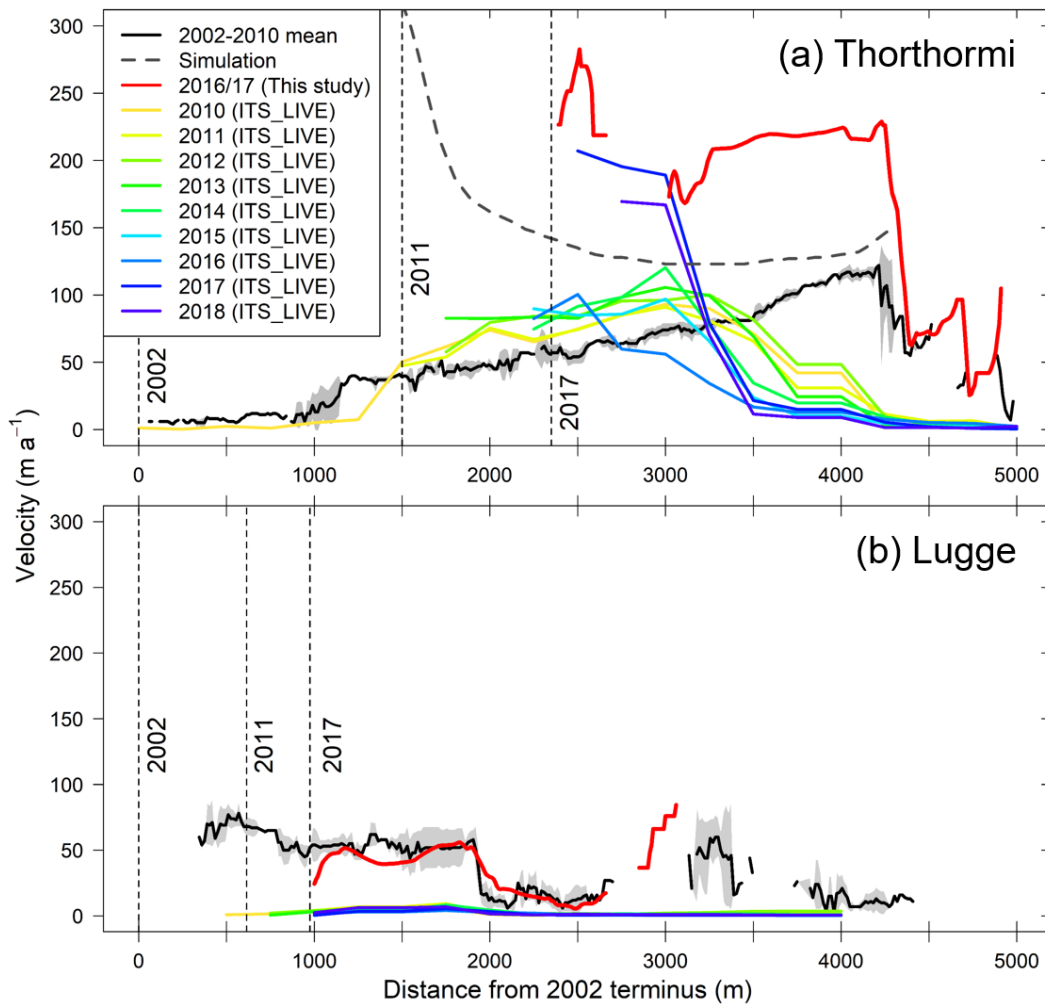 300
250
200
150
100
50
0
2002-2010 mean
Simulation
2016/17 (This study)
2010 (ITS_LIVE)
2011 (ITS_LIVE)
2012 (ITS_LIVE)
2013 (ITS_LIVE)
2014 (ITS_LIVE)
2015 (ITS_LIVE)
2016 (ITS_LIVE)
2017 (ITS_LIVE)
2018 (ITS_LIVE)
(a) Thorthormi
2002
2011
2017
0 1000 2000 3000 4000 5000
Velocity (m a⁻¹)
300
250
200
150
100
50
0
(b) Lugge
2002
2011
2017
0 1000 2000 3000 4000 5000
Distance from 2002 terminus (m)